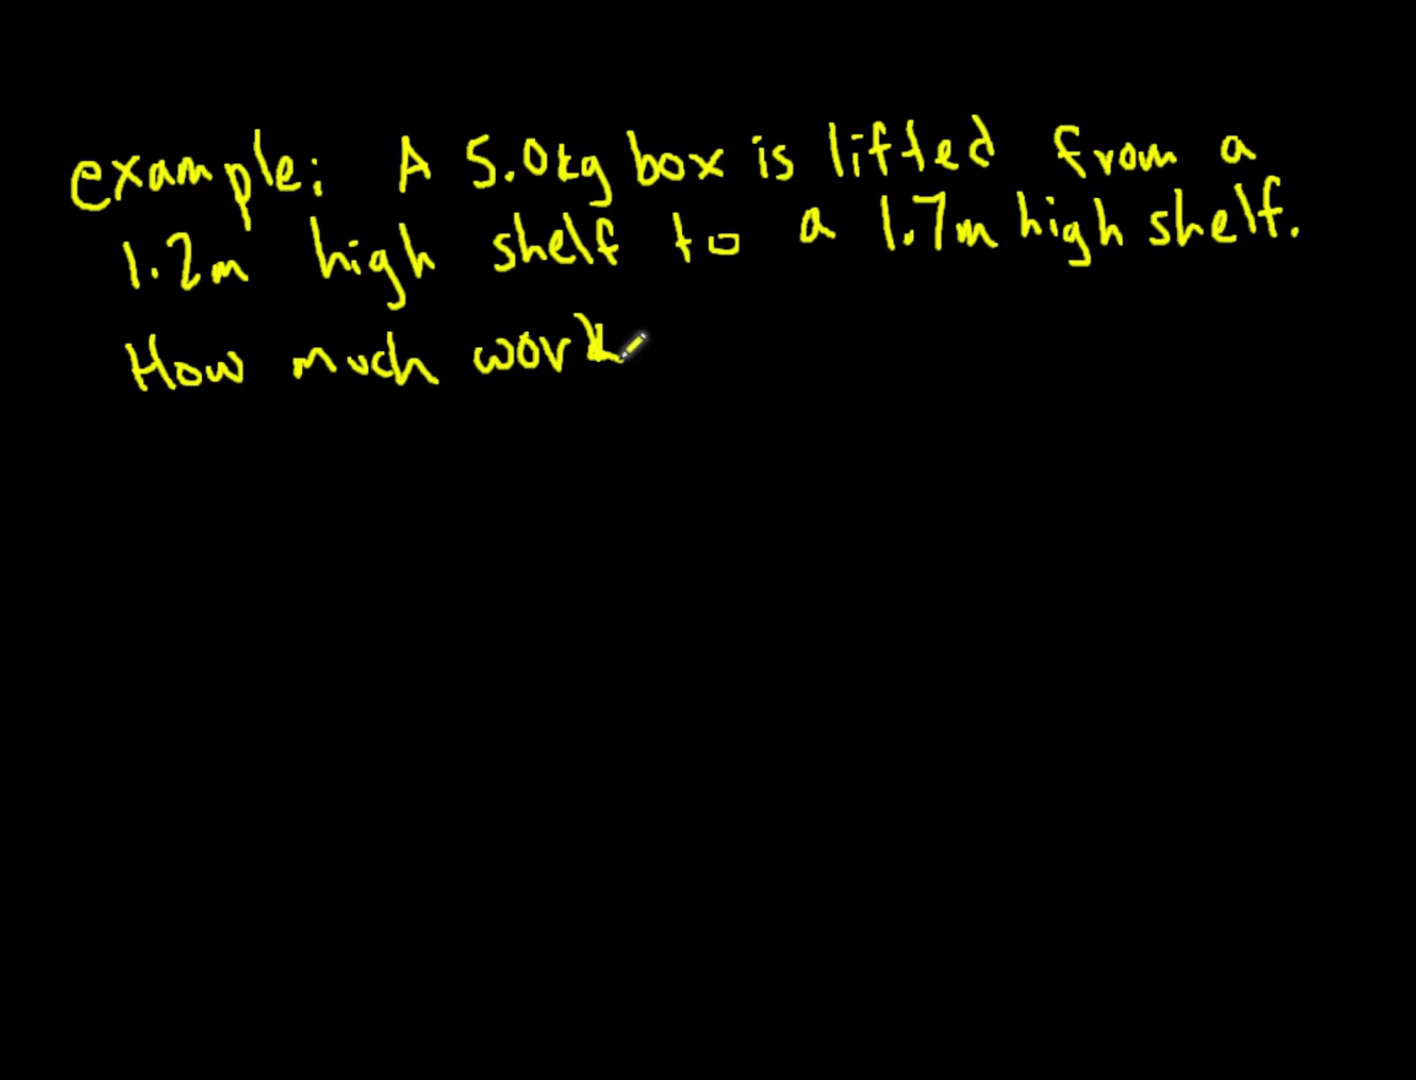 example: A 5.0kg box is lifted from a
1.2m high shelf to a 1.7m high shelf.
How much work